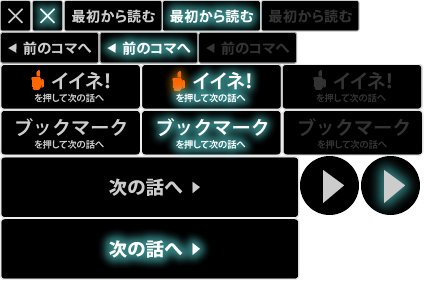 最初から読む 最初から読む 最初から読む
◀ 前のコマへ ◀ 前のコマへ ◀ 前のコマへ
イイネ! イイネ! イイネ!
を押して次の話へ を押して次の話へ を押して次の話へ
ブックマーク ブックマーク ブックマーク
を押して次の話へ を押して次の話へ を押して次の話へ
次の話へ ▶
次の話へ ▶